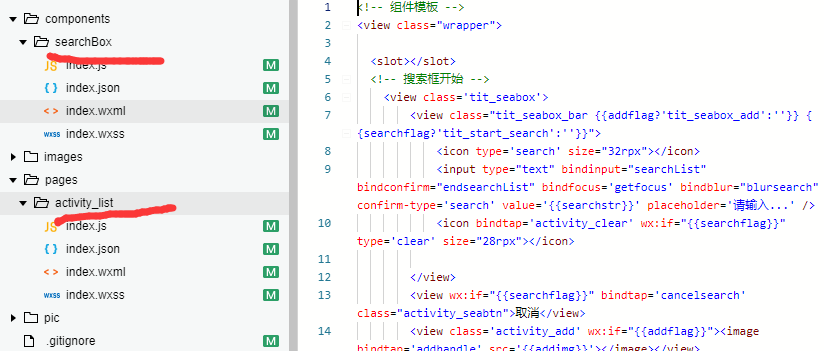 components
searchBox
JS index.js M
{ } index.json M
< > index.wxml M
wxss index.wxss M
images
pages
activity_list
JS index.js M
{ } index.json M
< > index.wxml M
wxss index.wxss M
pic
.gitignore M
1 <!-- 组件模板 -->
2 <view class="wrapper">
3
4 <slot></slot>
5 <!-- 搜索框开始 -->
6 <view class='tit_seabox'>
7 <view class="tit_seabox_bar {{addflag?'tit_seabox_add':''}} {
{searchflag?'tit_start_search':''}}">
8 <icon type='search' size="32rpx"></icon>
9 <input type="text" bindinput="searchList"
bindconfirm="endsearchList" bindfocus='getfocus' bindblur="blursearch"
confirm-type='search' value='{{searchstr}}' placeholder='请输入...' />
10 <icon bindtap='activity_clear' wx:if="{{searchflag}}"
type='clear' size="28rpx"></icon>
11
12 </view>
13 <view wx:if="{{searchflag}}" bindtap='cancelsearch'
class="activity_seabtn">取消</view>
14 <view class='activity_add' wx:if="{{addflag}}"><image
bindtap='addhandle' src='{{addimg}}'></image></view>